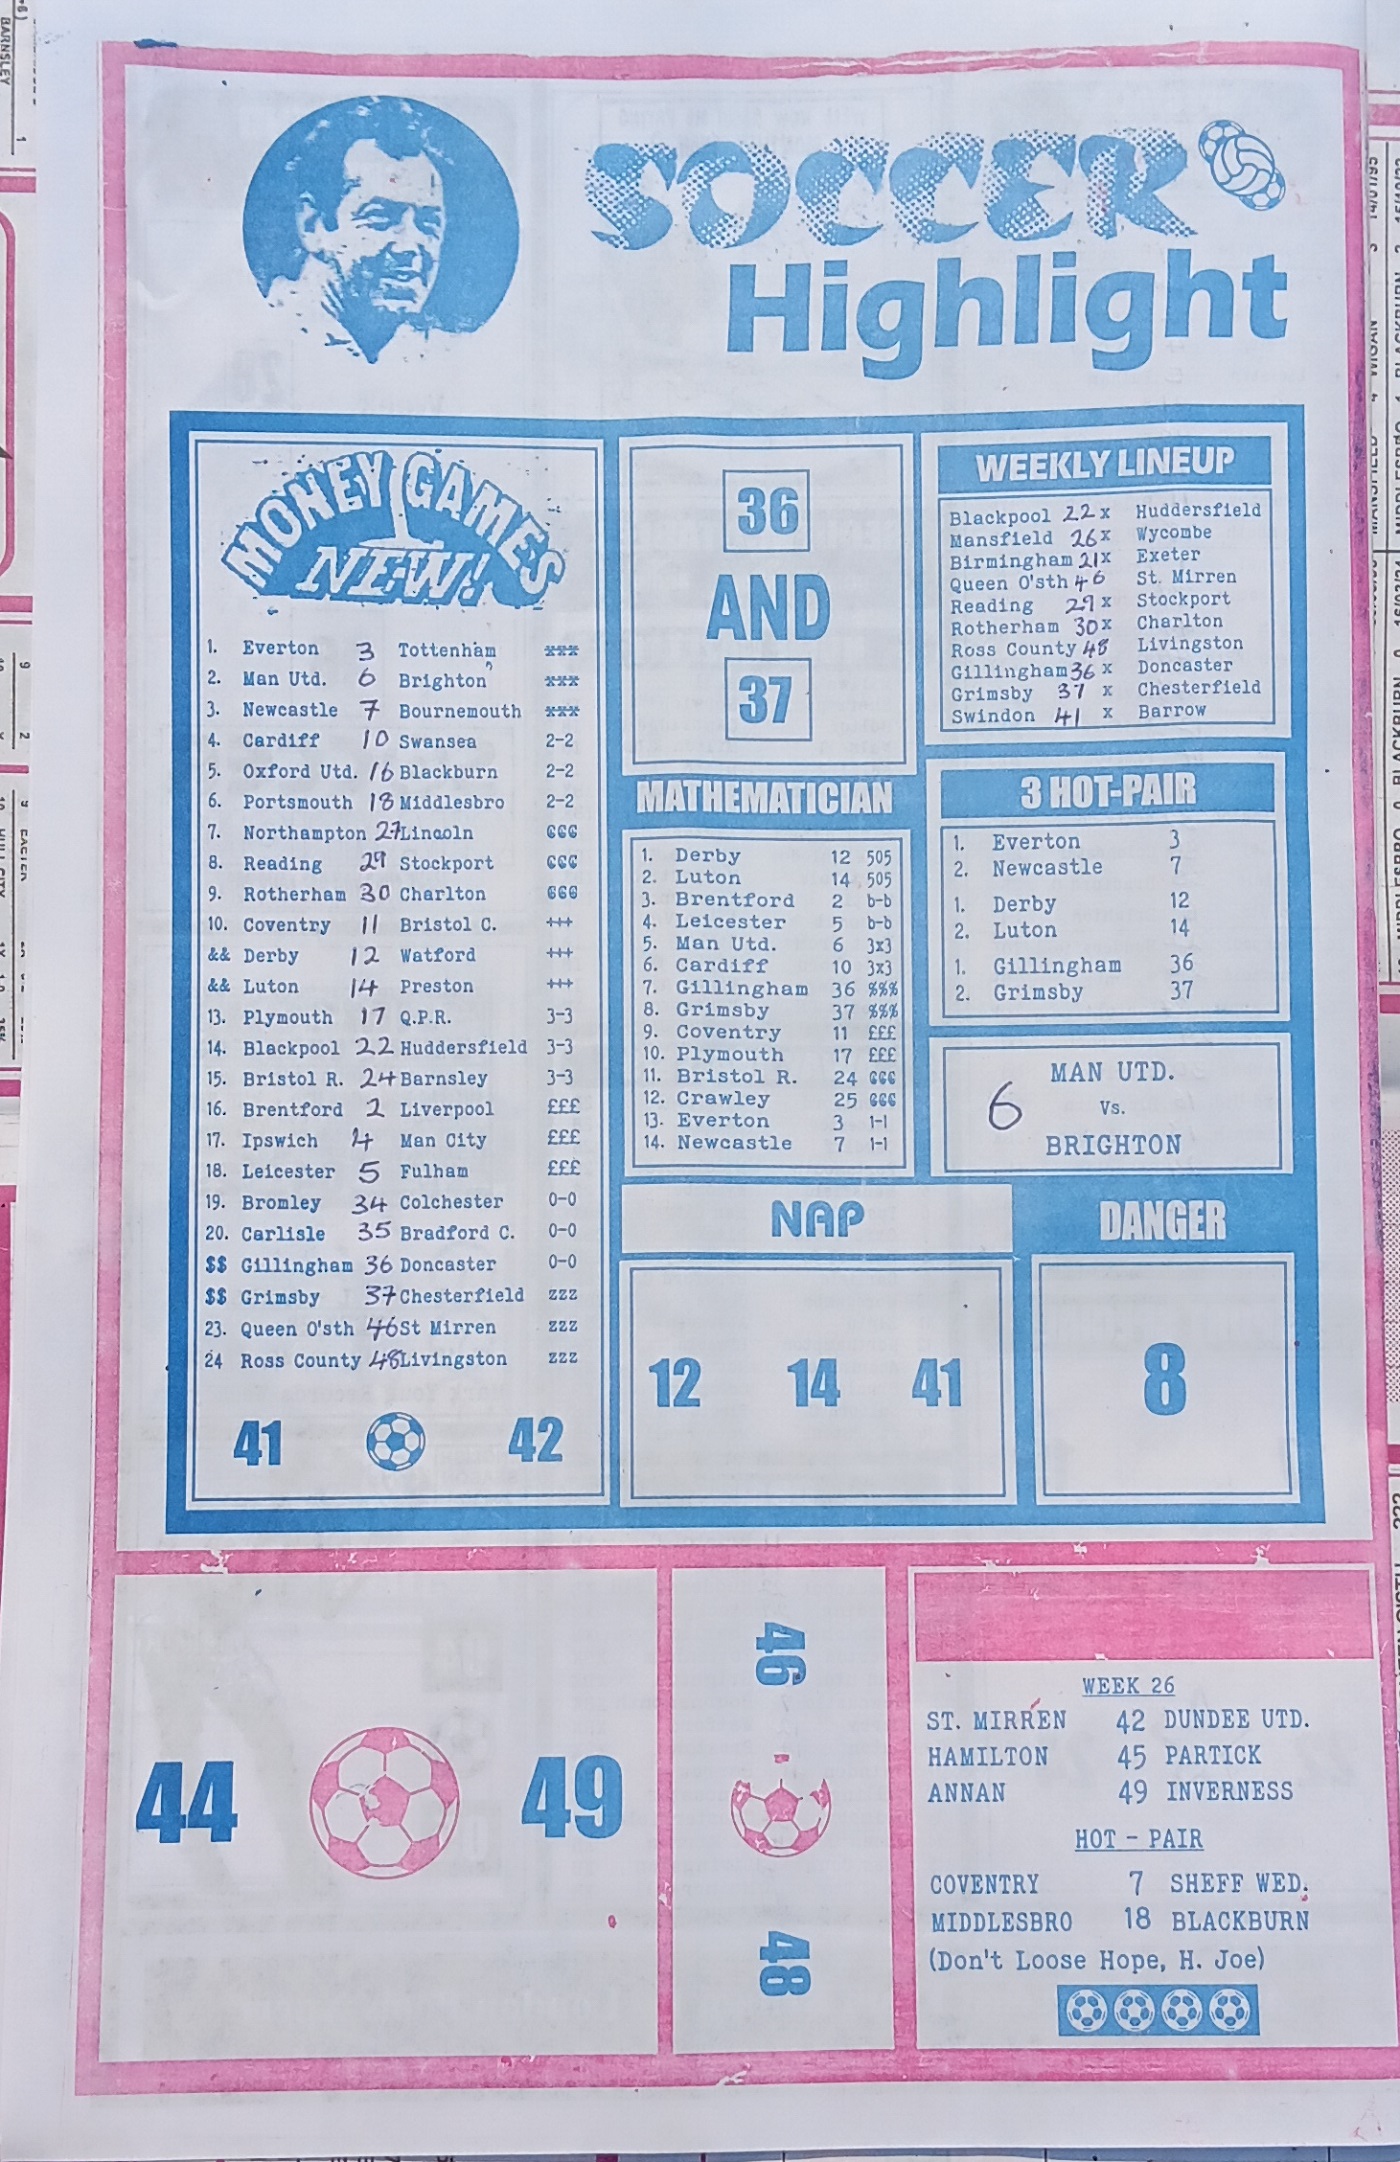 SOCCER
Highlight
MONEY GAMES
NEW!
1. Everton 3 Tottenham ***
2. Man Utd. 6 Brighton ***
3. Newcastle 7 Bournemouth ***
4. Cardiff 10 Swansea 2-2
5. Oxford Utd. 16 Blackburn 2-2
6. Portsmouth 18 Middlesbro 2-2
7. Northampton 27 Lincoln GGG
8. Reading 29 Stockport GGG
9. Rotherham 30 Charlton GGG
10. Coventry 11 Bristol C. +++
&& Derby 12 Watford +++
&& Luton 14 Preston +++
13. Plymouth 17 Q.P.R. 3-3
14. Blackpool 22 Huddersfield 3-3
15. Bristol R. 24 Barnsley 3-3
16. Brentford 2 Liverpool £££
17. Ipswich 4 Man City £££
18. Leicester 5 Fulham £££
19. Bromley 34 Colchester 0-0
20. Carlisle 35 Bradford C. 0-0
$$ Gillingham 36 Doncaster 0-0
$$ Grimsby 37 Chesterfield zzz
23. Queen O'sth 46 St Mirren zzz
24 Ross County 48 Livingston zzz
41 42
36
AND
37
MATHEMATICIAN
1. Derby 12 505
2. Luton 14 505
3. Brentford 2 b-b
4. Leicester 5 b-b
5. Man Utd. 6 3x3
6. Cardiff 10 3x3
7. Gillingham 36 %%%
8. Grimsby 37 %%%
9. Coventry 11 £££
10. Plymouth 17 £££
11. Bristol R. 24 GGG
12. Crawley 25 GGG
13. Everton 3 1-1
14. Newcastle 7 1-1
WEEKLY LINEUP
Blackpool 22 x Huddersfield
Mansfield 26 x Wycombe
Birmingham 21 x Exeter
Queen O'sth 46 St. Mirren
Reading 29 x Stockport
Rotherham 30 x Charlton
Ross County 48 Livingston
Gillingham 36 x Doncaster
Grimsby 37 x Chesterfield
Swindon 41 x Barrow
3 HOT-PAIR
1. Everton 3
2. Newcastle 7
1. Derby 12
2. Luton 14
1. Gillingham 36
2. Grimsby 37
6
MAN UTD.
Vs.
BRIGHTON
NAP
12 14 41
DANGER
8
44 49
46
48
WEEK 26
ST. MIRREN 42 DUNDEE UTD.
HAMILTON 45 PARTICK
ANNAN 49 INVERNESS
HOT - PAIR
COVENTRY 7 SHEFF WED.
MIDDLESBRO 18 BLACKBURN
(Don't Loose Hope, H. Joe)
BARNSLEY